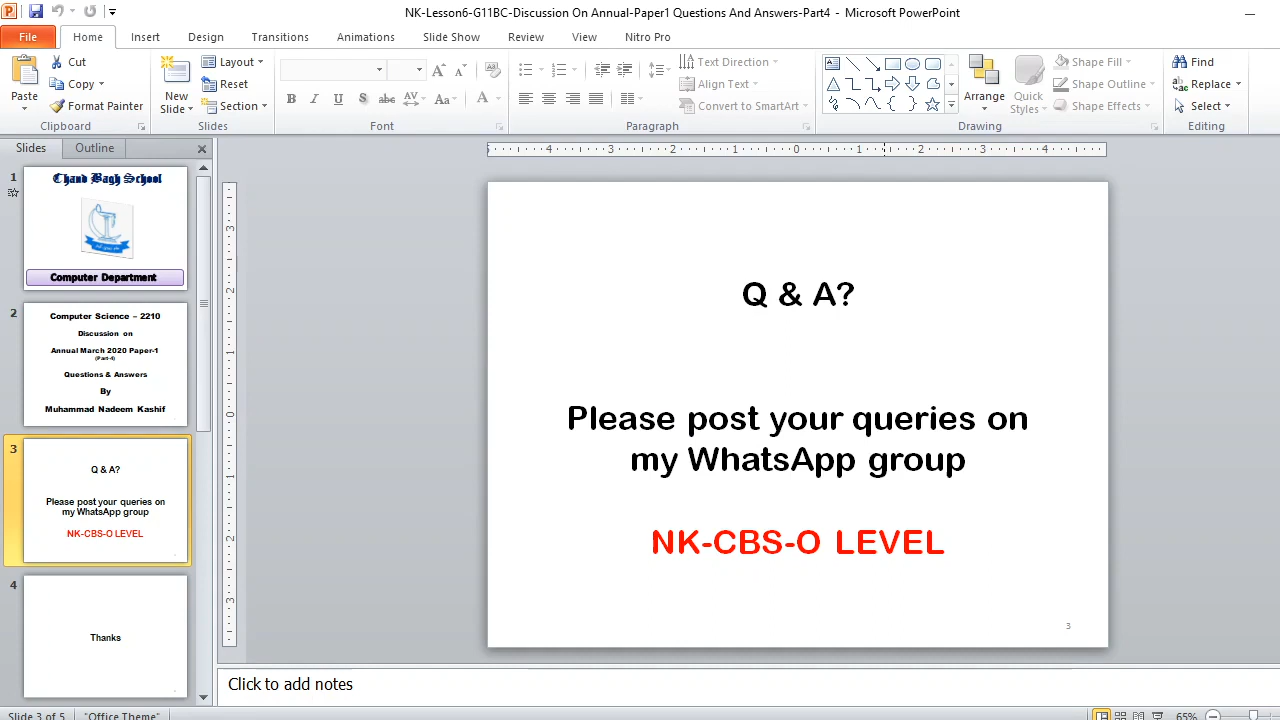 NK-Lesson6-G11BC-Discussion On Annual-Paper1 Questions And Answers-Part4 - Microsoft PowerPoint
File Home Insert Design Transitions Animations Slide Show Review View Nitro Pro
Paste
Cut
Copy
Format Painter
Clipboard
New Slide
Layout
Reset
Section
Slides
Font
Text Direction
Align Text
Convert to SmartArt
Paragraph
Arrange
Quick Styles
Shape Fill
Shape Outline
Shape Effects
Drawing
Find
Replace
Select
Editing
Slides Outline
1
Chand Bagh School
Computer Department
2
Computer Science – 2210
Discussion on
Annual March 2020 Paper-1
(Part-4)
Questions & Answers
By
Muhammad Nadeem Kashif
3
Q & A?
Please post your queries on
my WhatsApp group
NK-CBS-O LEVEL
4
Thanks
Q & A?
Please post your queries on
my WhatsApp group
NK-CBS-O LEVEL
3
Click to add notes
Slide 3 of 5 "Office Theme" 65%